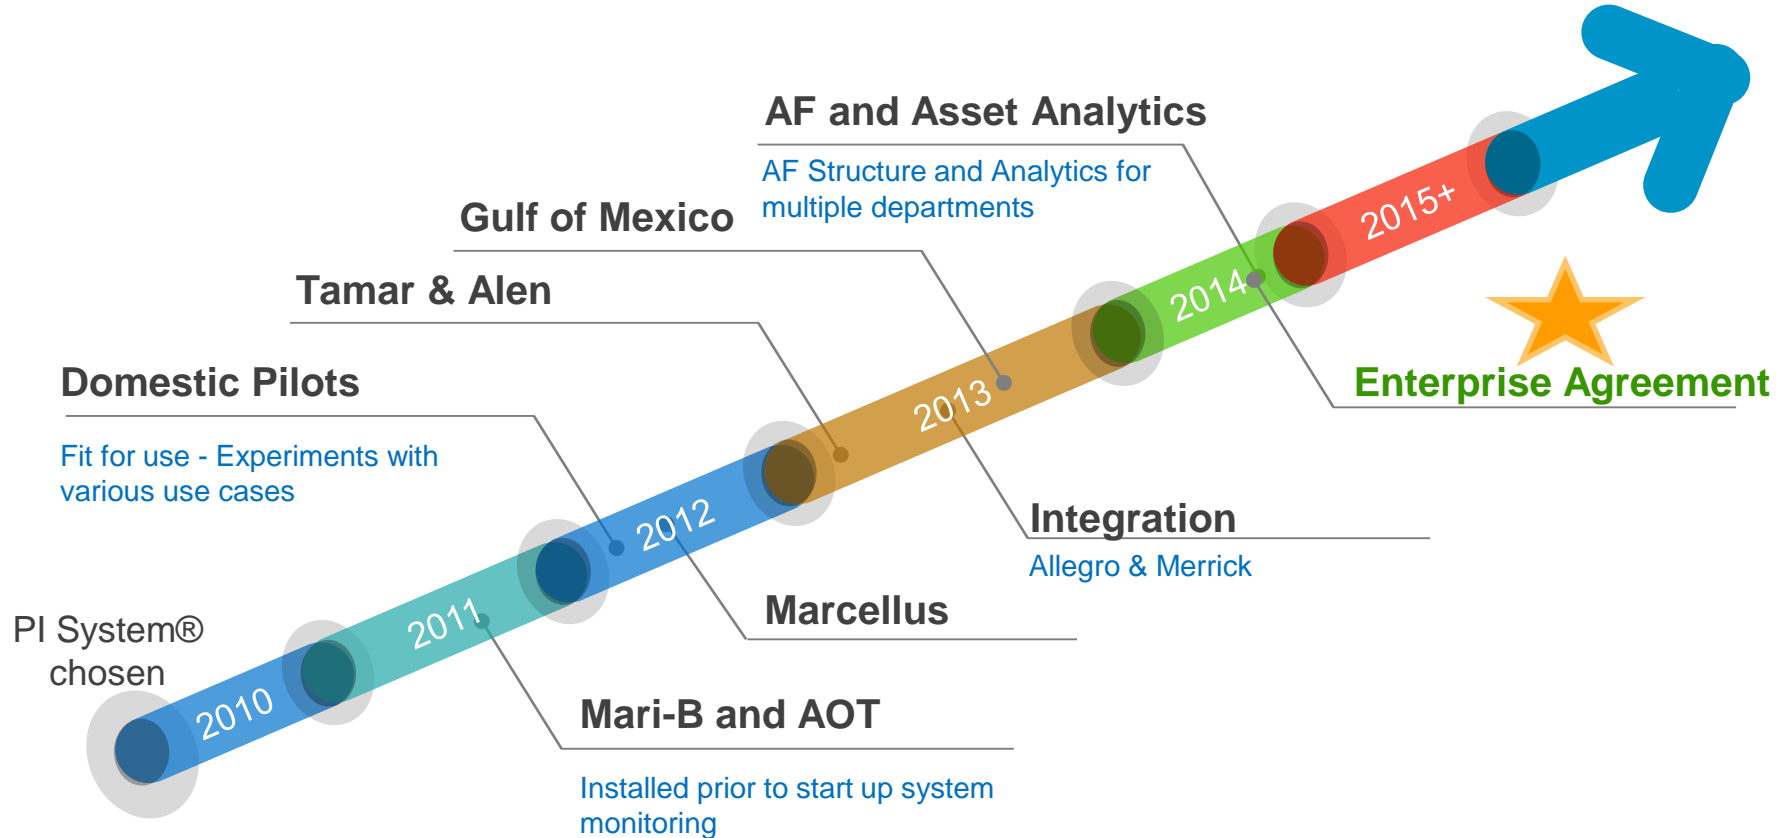 AF and Asset Analytics
AF Structure and Analytics for
multiple departments
Gulf of Mexico
Tamar & Alen
Domestic Pilots
Fit for use - Experiments with
various use cases
PI System®
chosen
2010
2011
2012
2013
2014
2015+
Enterprise Agreement
Integration
Allegro & Merrick
Marcellus
Mari-B and AOT
Installed prior to start up system
monitoring